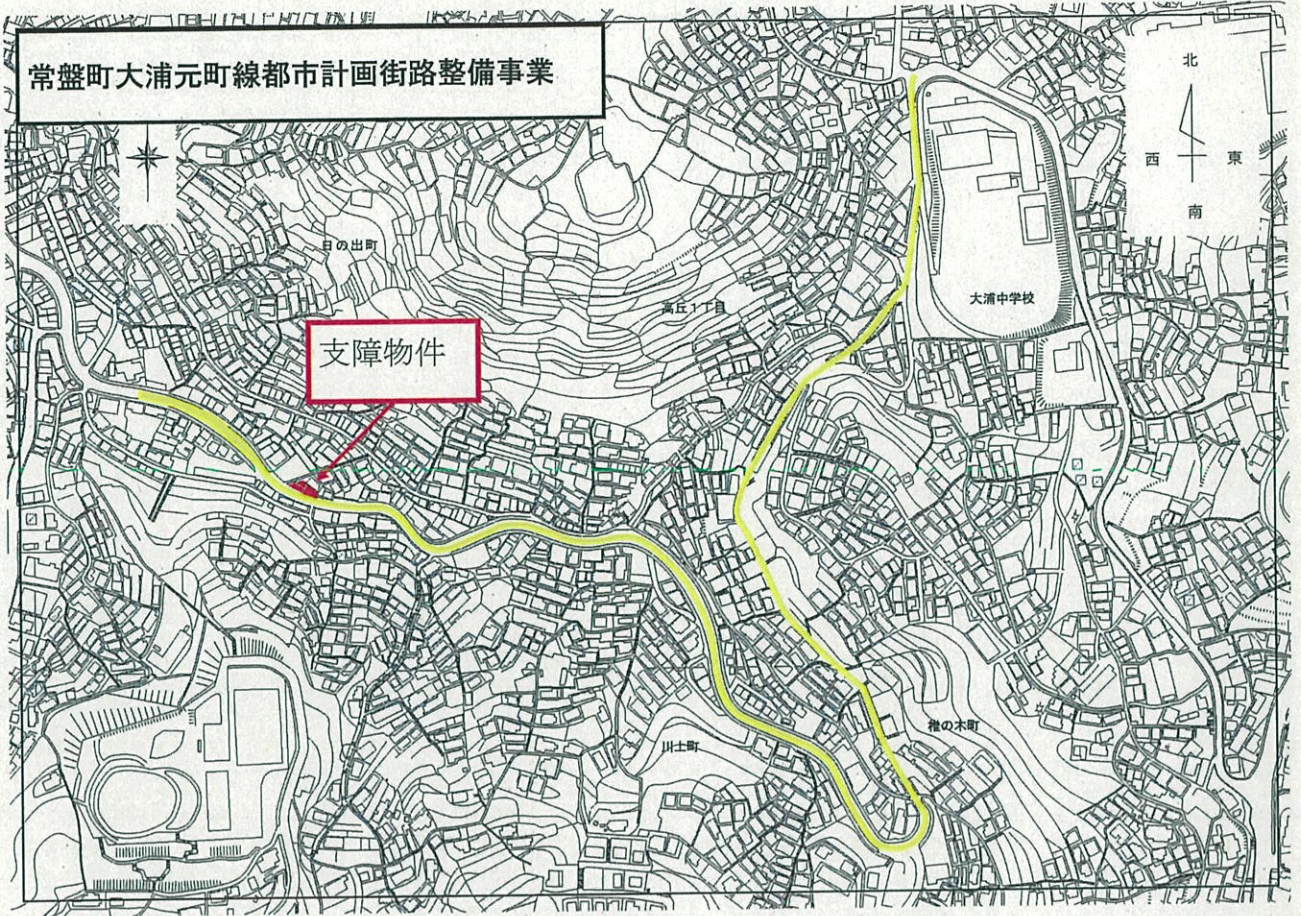 常盤町大浦元町線都市計画街路整備事業
北
西
東
南
日の出町
高丘1丁目
大浦中学校
支障物件
椎の木町
川上町